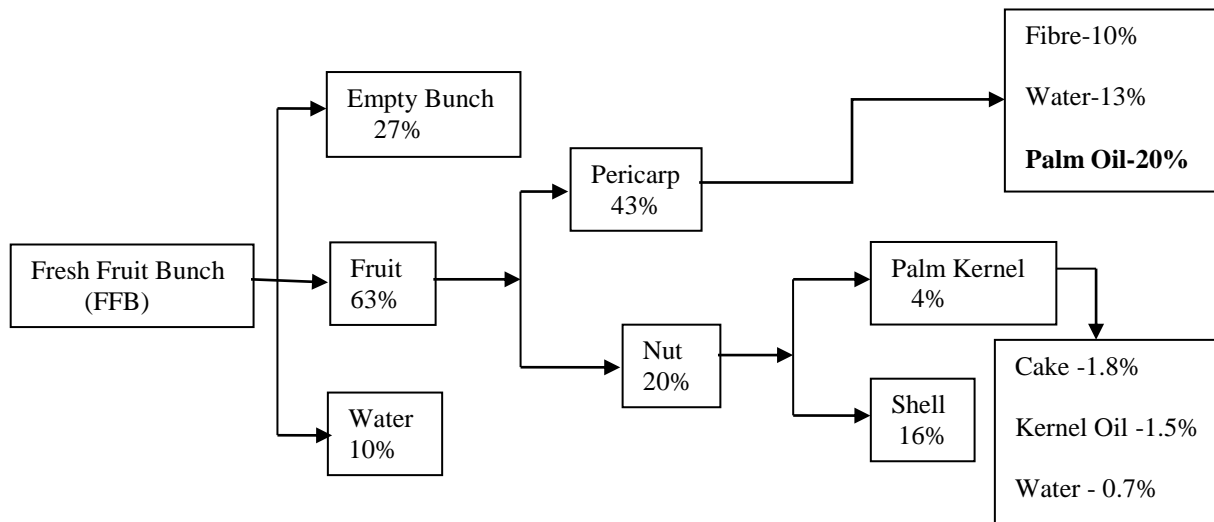 Fresh Fruit Bunch
(FFB)
Empty Bunch
27%
Fruit
63%
Water
10%
Pericarp
43%
Nut
20%
Fibre-10%
Water-13%
Palm Oil-20%
Palm Kernel
4%
Shell
16%
Cake -1.8%
Kernel Oil -1.5%
Water - 0.7%